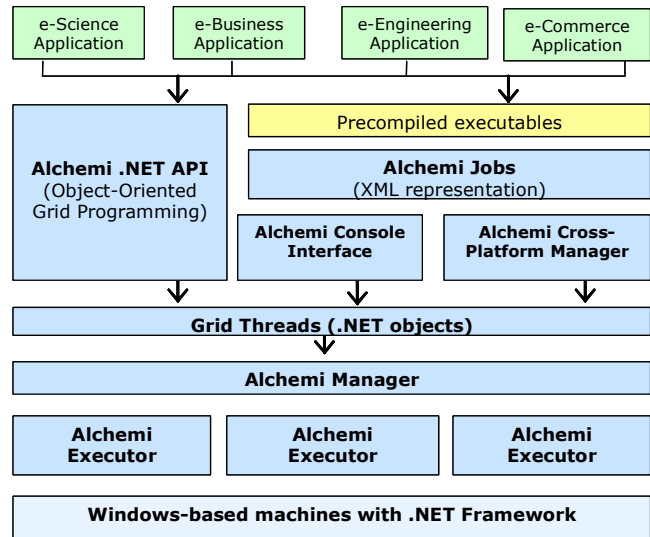 e-Science
Application
e-Business
Application
e-Engineering
Application
e-Commerce
Application
Precompiled executables
Alchemi .NET API
(Object-Oriented
Grid Programming)
Alchemi Jobs
(XML representation)
Alchemi Console
Interface
Alchemi Cross-
Platform Manager
Grid Threads (.NET objects)
Alchemi Manager
Alchemi
Executor
Alchemi
Executor
Alchemi
Executor
Windows-based machines with .NET Framework